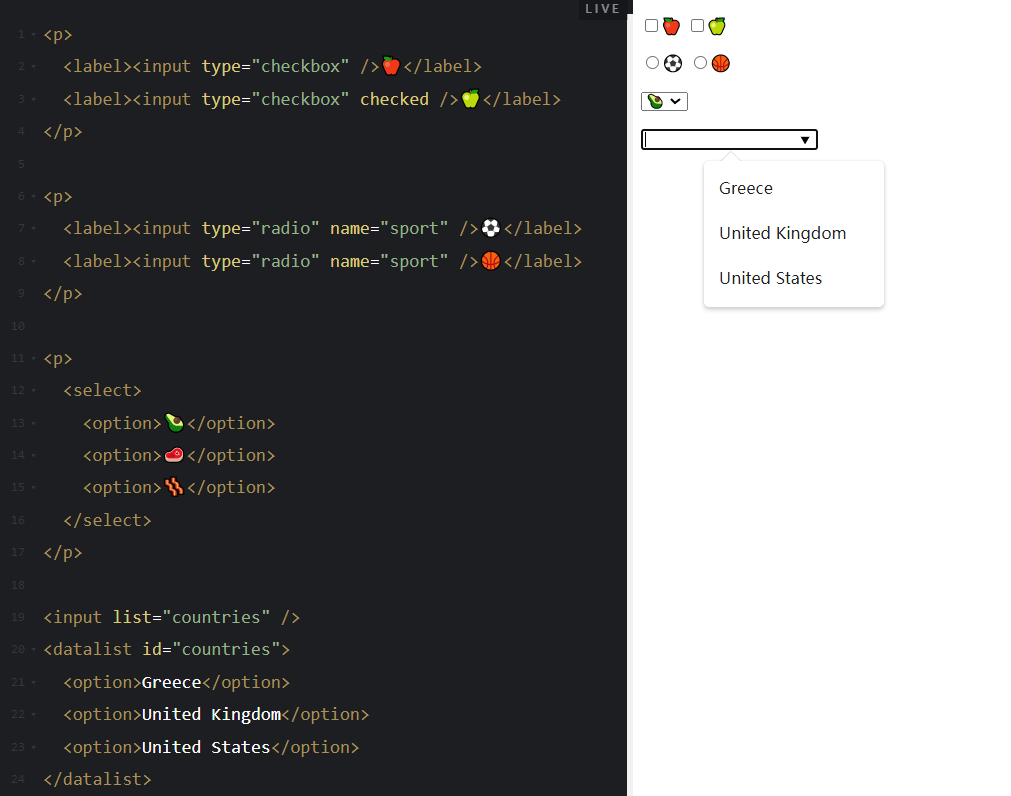 LIVE
1 <p>
2   <label><input type="checkbox" />🍎</label>
3   <label><input type="checkbox" checked />🍏</label>
4 </p>
5
6 <p>
7   <label><input type="radio" name="sport" />⚽</label>
8   <label><input type="radio" name="sport" />🏀</label>
9 </p>
10
11 <p>
12   <select>
13     <option>🥑</option>
14     <option>🥩</option>
15     <option>🥓</option>
16   </select>
17 </p>
18
19 <input list="countries" />
20 <datalist id="countries">
21   <option>Greece</option>
22   <option>United Kingdom</option>
23   <option>United States</option>
24 </datalist>
Greece
United Kingdom
United States